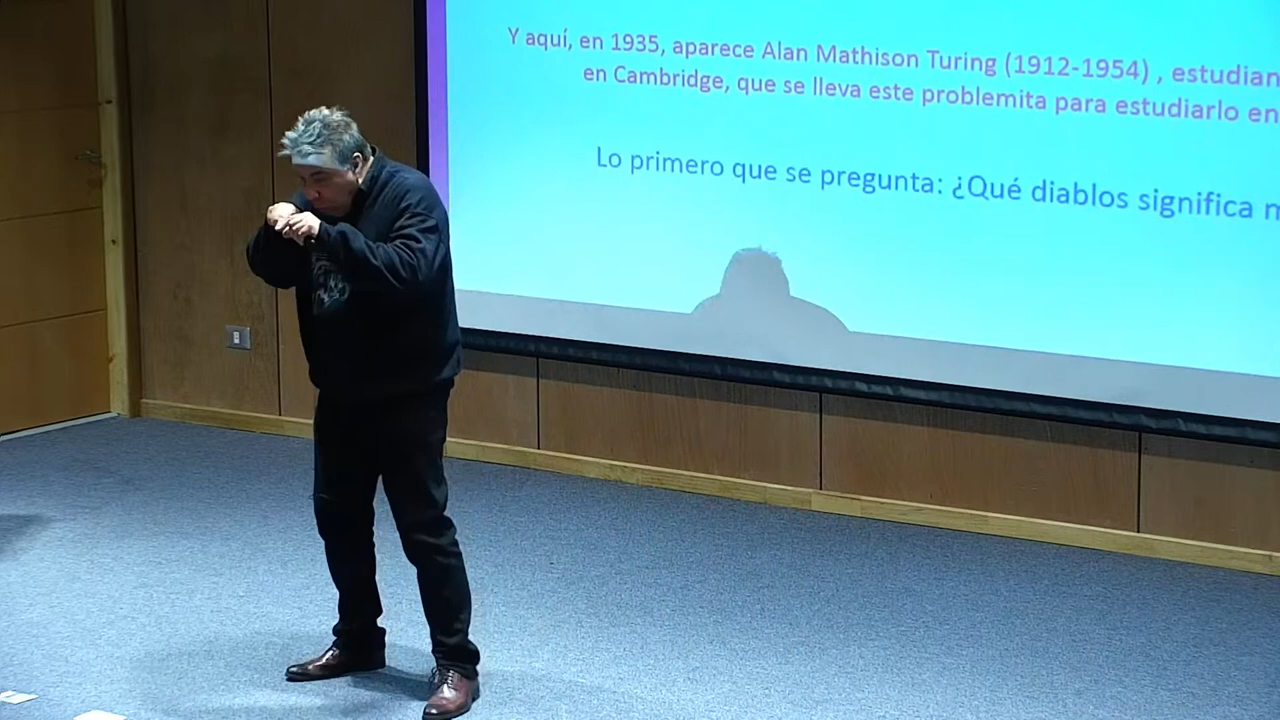 Y aquí, en 1935, aparece Alan Mathison Turing (1912-1954) , estudian
en Cambridge, que se lleva este problemita para estudiarlo en
Lo primero que se pregunta: ¿Qué diablos significa